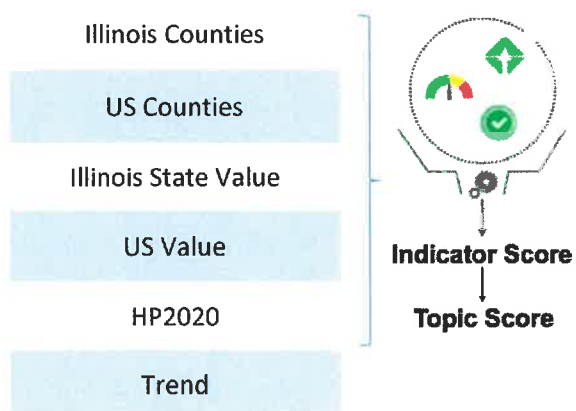 Illinois Counties
US Counties
Illinois State Value
US Value
HP2020
Trend
Indicator Score
Topic Score